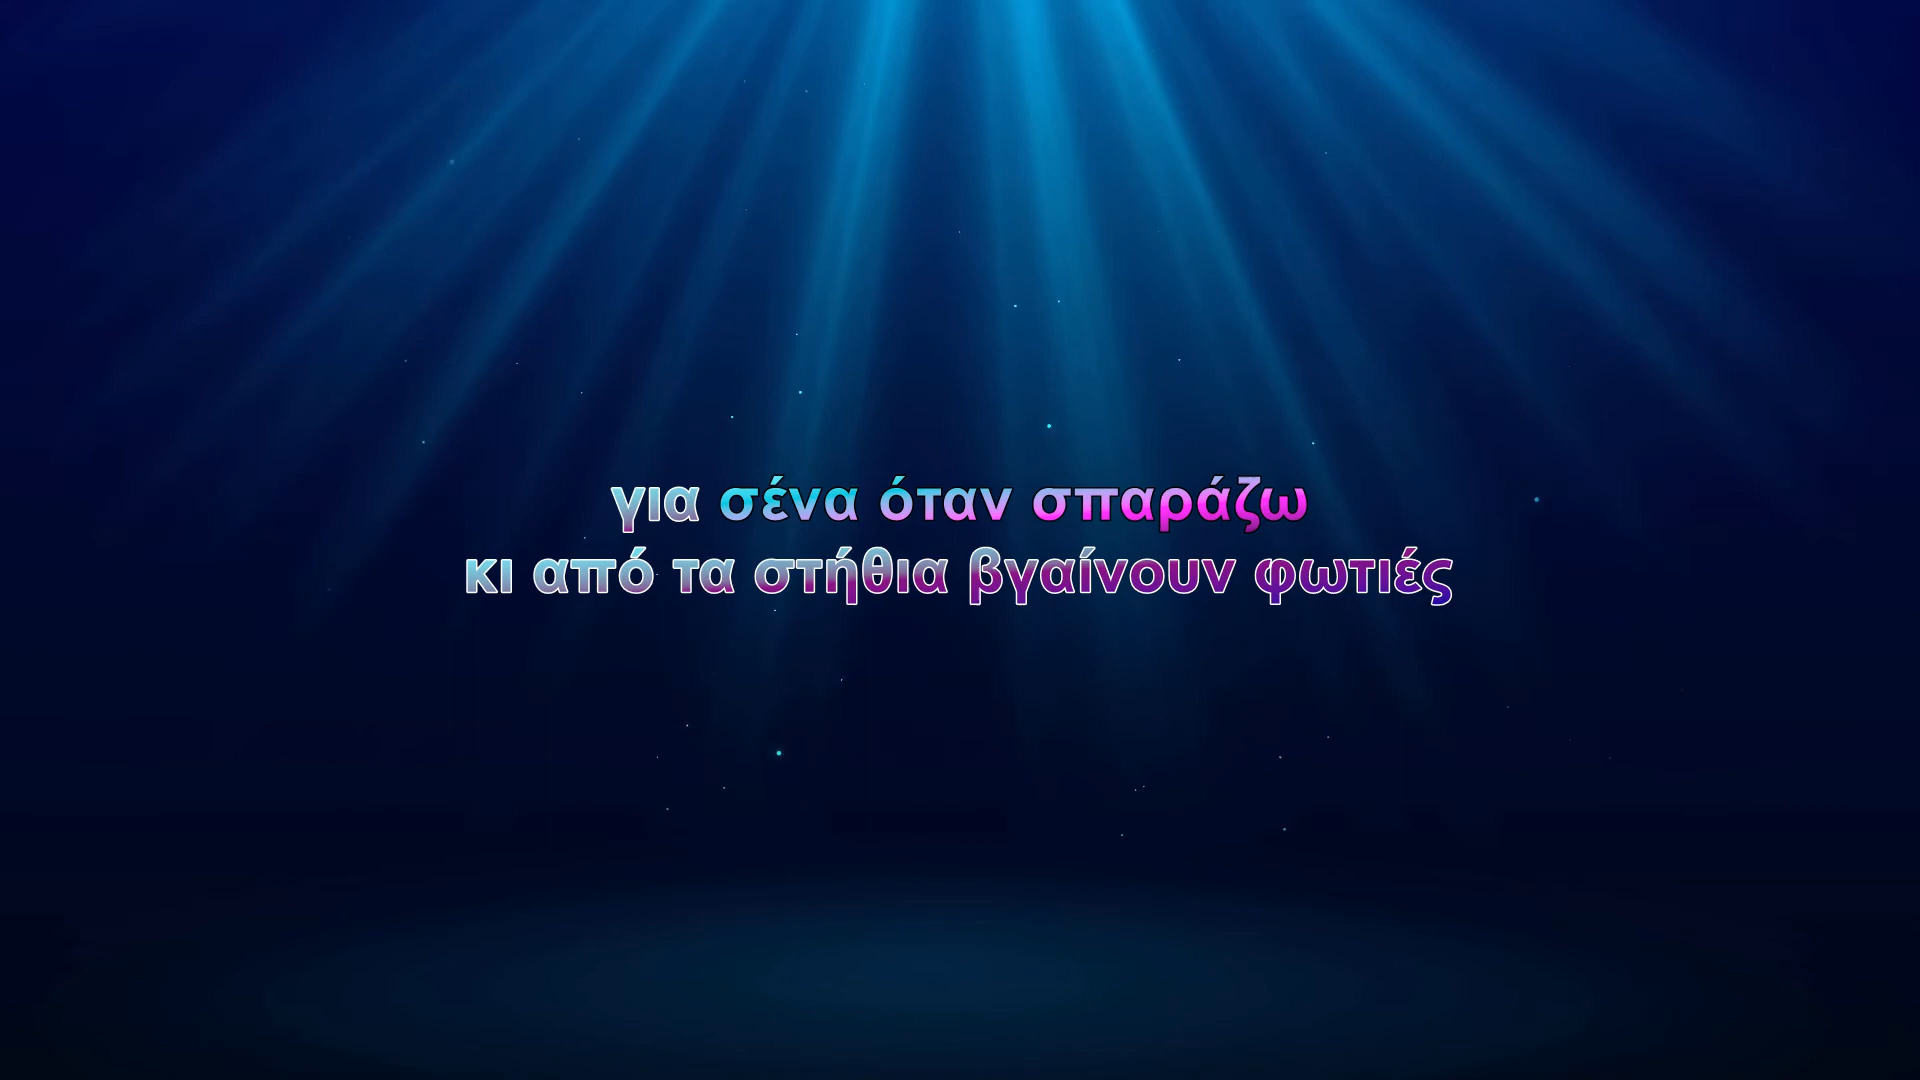 για σένα όταν σπαράζω
κι από τα στήθια βγαίνουν φωτιές